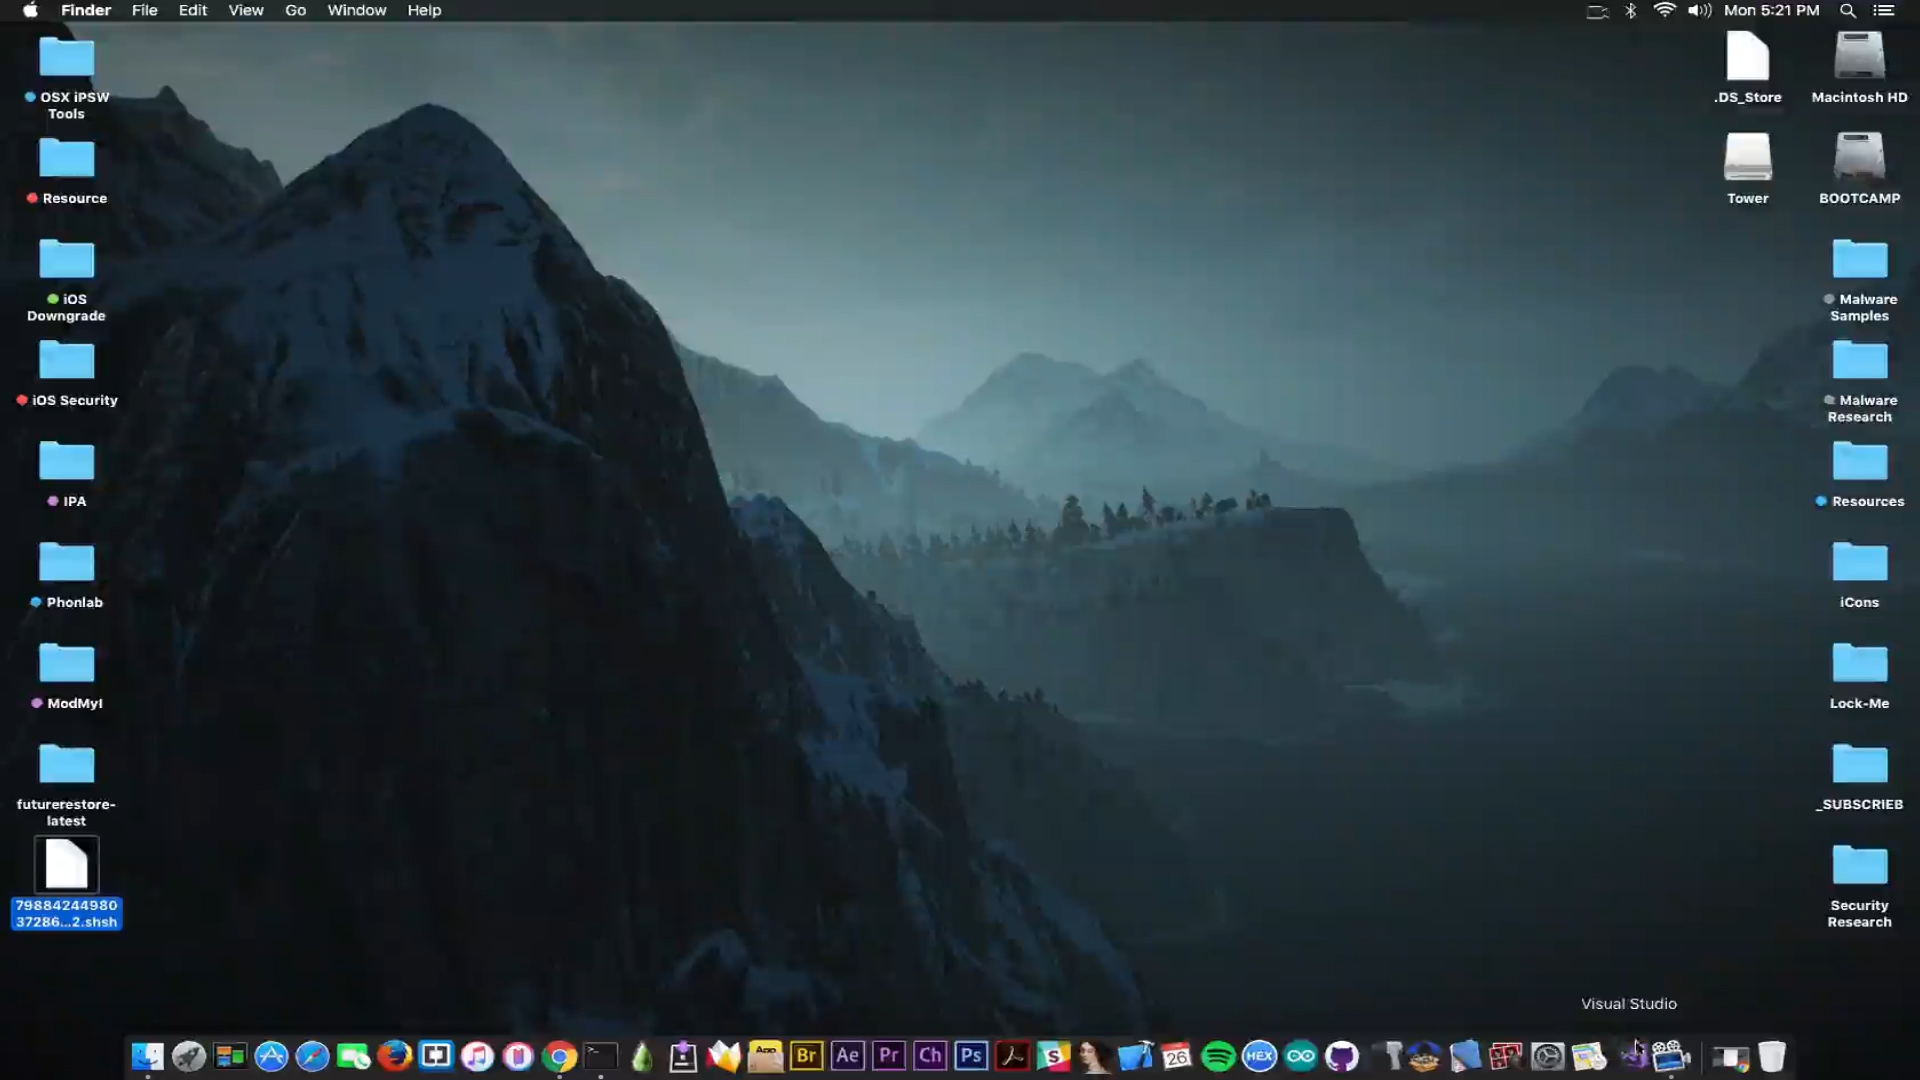 Finder File Edit View Go Window Help Mon 5:21 PM
OSX iPSW
Tools
Resource
iOS
Downgrade
iOS Security
IPA
Phonlab
ModMyI
futurerestore-
latest
79884244980
37286...2.shsh
.DS_Store
Macintosh HD
Tower
BOOTCAMP
Malware
Samples
Malware
Research
Resources
iCons
Lock-Me
_SUBSCRIEB
Security
Research
Visual Studio
Br Ae Pr Ch Ps 26 HEX